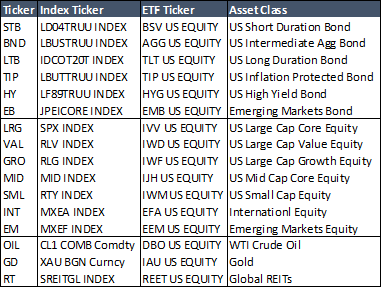 Ticker Index Ticker ETF Ticker Asset Class
STB LD04TRUU INDEX BSV US EQUITY US Short Duration Bond
BND LBUSTRUU INDEX AGG US EQUITY US Intermediate Agg Bond
LTB IDCOT20T INDEX TLT US EQUITY US Long Duration Bond
TIP LBUTTRUU INDEX TIP US EQUITY US Inflation Protected Bond
HY LF89TRUU INDEX HYG US EQUITY US High Yield Bond
EB JPEICORE INDEX EMB US EQUITY Emerging Markets Bond
LRG SPX INDEX IVV US EQUITY US Large Cap Core Equity
VAL RLV INDEX IWD US EQUITY US Large Cap Value Equity
GRO RLG INDEX IWF US EQUITY US Large Cap Growth Equity
MID MID INDEX IJH US EQUITY US Mid Cap Core Equity
SML RTY INDEX IWM US EQUITY US Small Cap Equity
INT MXEA INDEX EFA US EQUITY Internationl Equity
EM MXEF INDEX EEM US EQUITY Emerging Markets Equity
OIL CL1 COMB Comdty DBO US EQUITY WTI Crude Oil
GD XAU BGN Curncy IAU US EQUITY Gold
RT SREITGL INDEX REET US EQUITY Global REITs